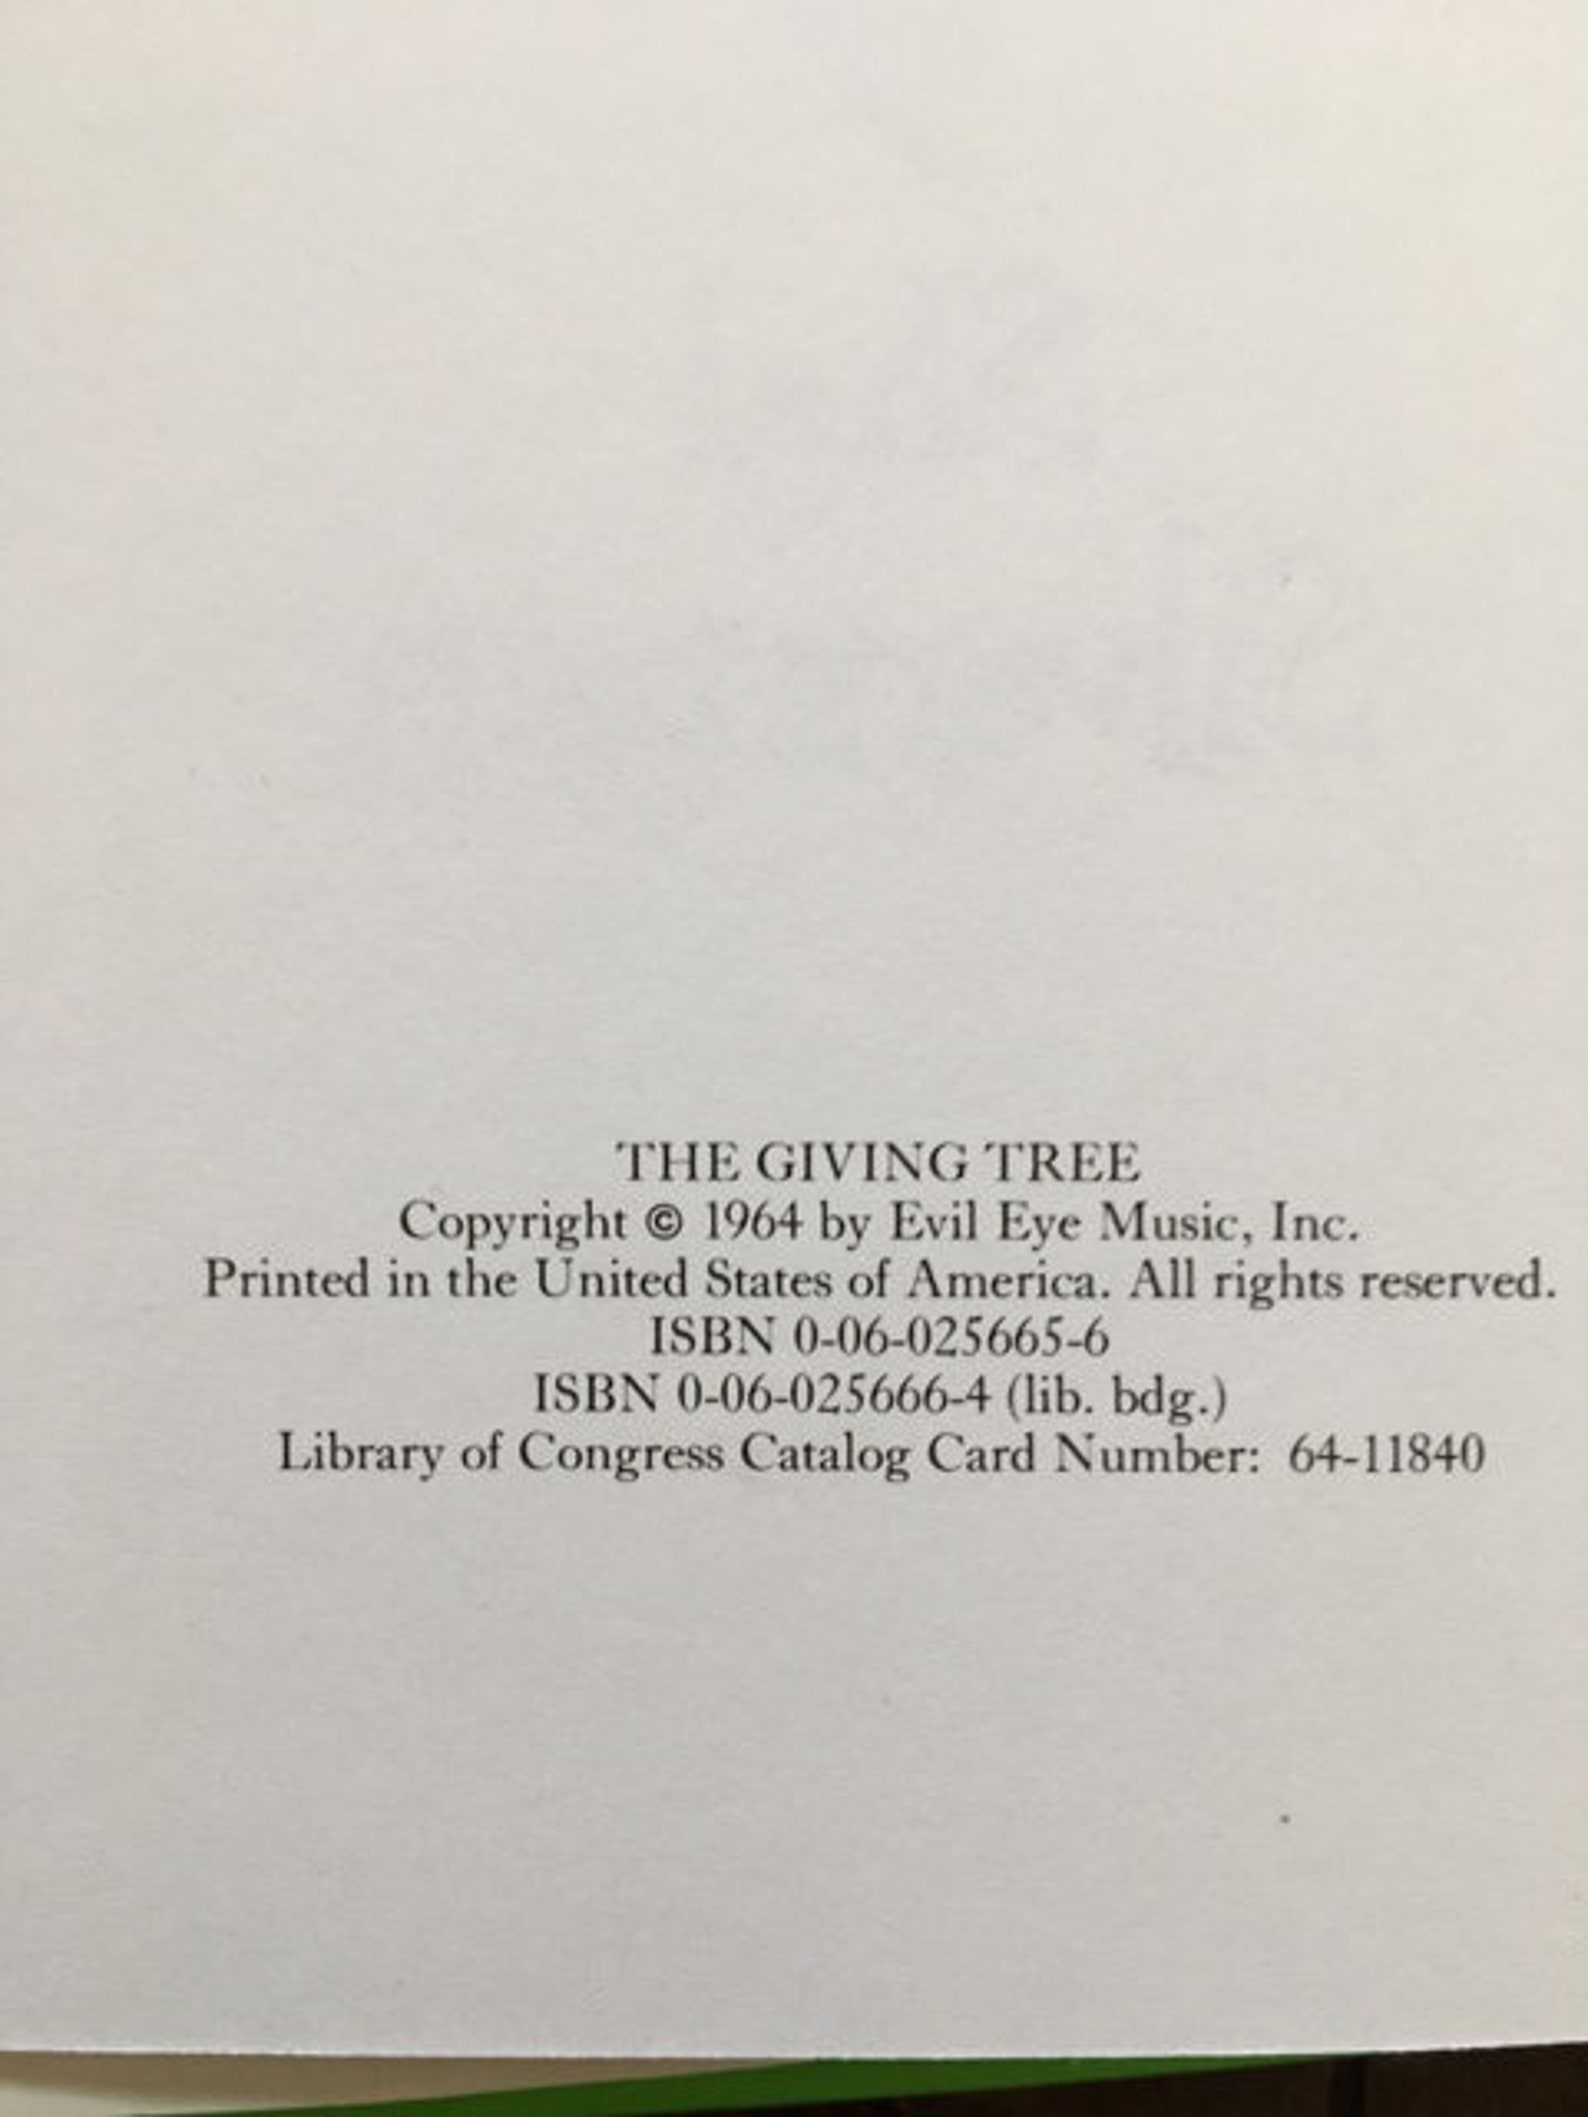 THE GIVING TREE
Copyright © 1964 by Evil Eye Music, Inc.
Printed in the United States of America. All rights reserved.
ISBN 0-06-025665-6
ISBN 0-06-025666-4 (lib. bdg.)
Library of Congress Catalog Card Number: 64-11840